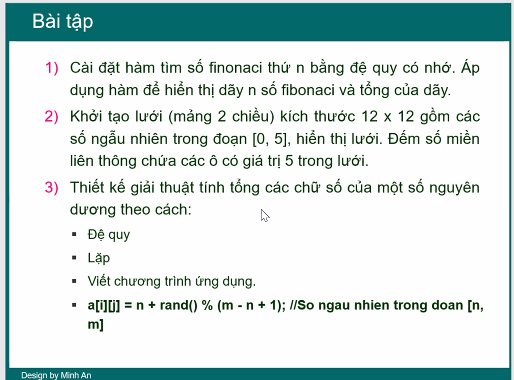 Bài tập
1) Cài đặt hàm tìm số finonaci thứ n bằng đệ quy có nhớ. Áp
dụng hàm để hiển thị dãy n số fibonaci và tổng của dãy.
2) Khởi tạo lưới (mảng 2 chiều) kích thước 12 x 12 gồm các
số ngẫu nhiên trong đoạn [0, 5], hiển thị lưới. Đếm số miền
liên thông chứa các ô có giá trị 5 trong lưới.
3) Thiết kế giải thuật tính tổng các chữ số của một số nguyên
dương theo cách:
▪ Đệ quy
▪ Lặp
▪ Viết chương trình ứng dụng.
▪ a[i][j] = n + rand() % (m - n + 1); //So ngau nhien trong doan [n,
m]
Design by Minh An